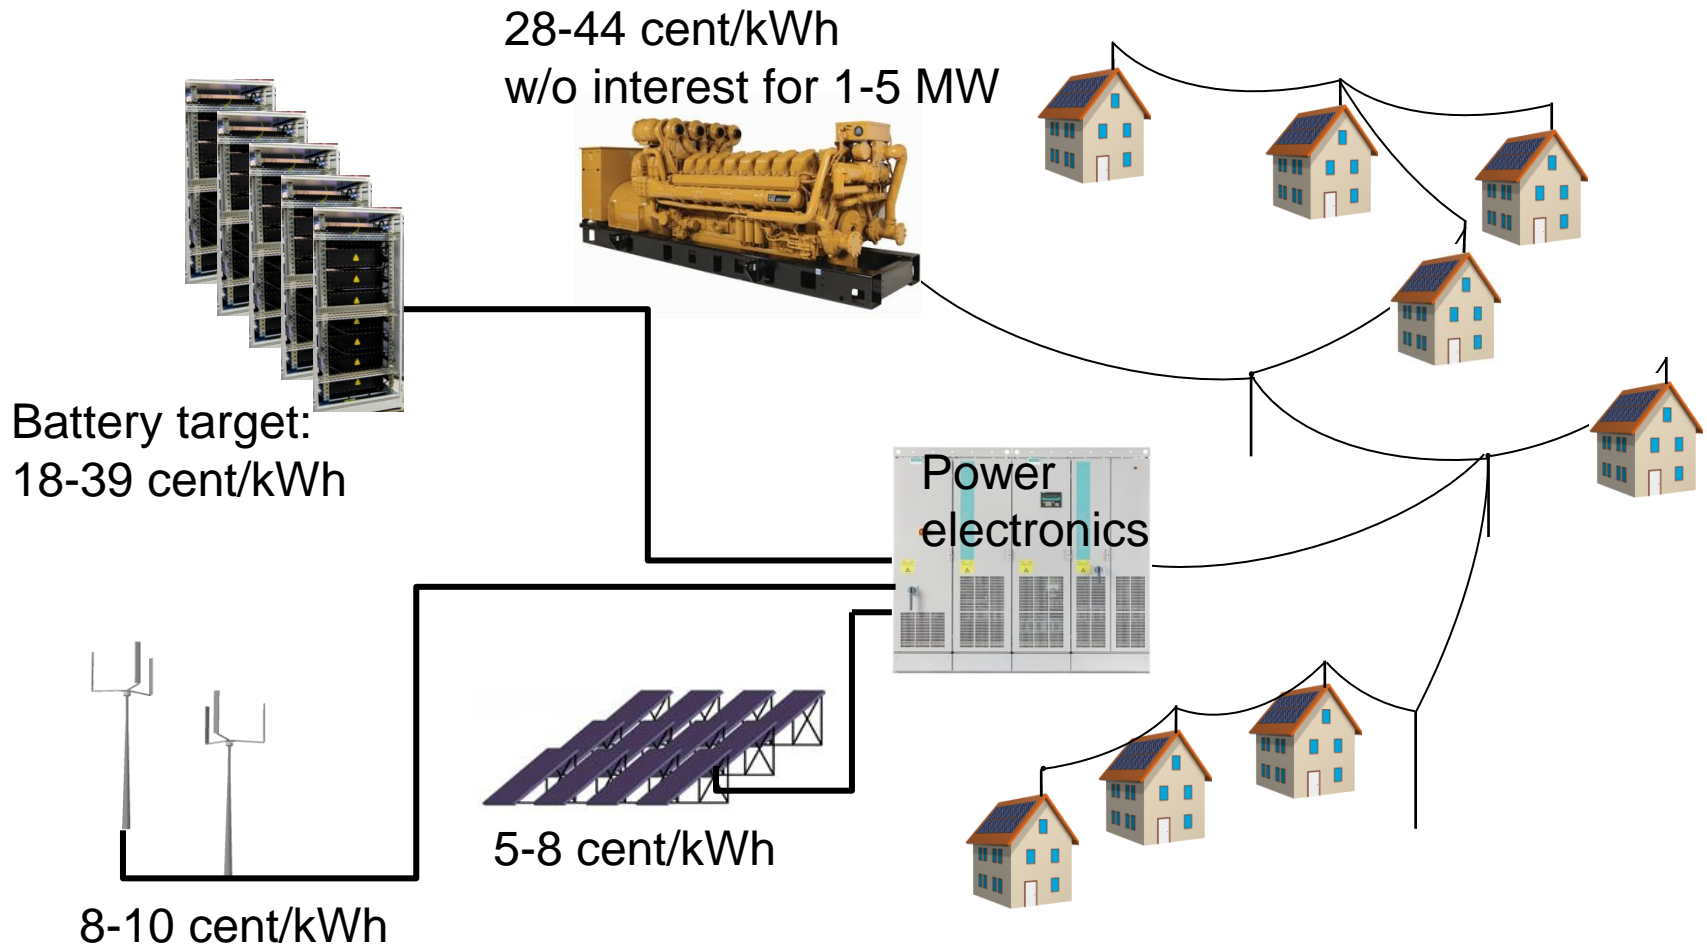 28-44 cent/kWh
w/o interest for 1-5 MW
Battery target:
18-39 cent/kWh
Power
electronics
5-8 cent/kWh
8-10 cent/kWh